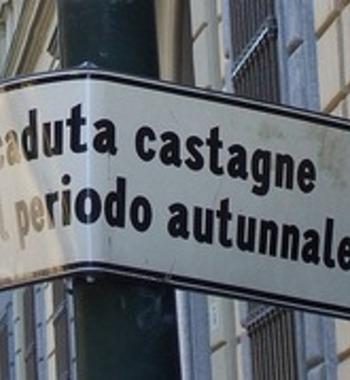 caduta castagne
l periodo autunnale